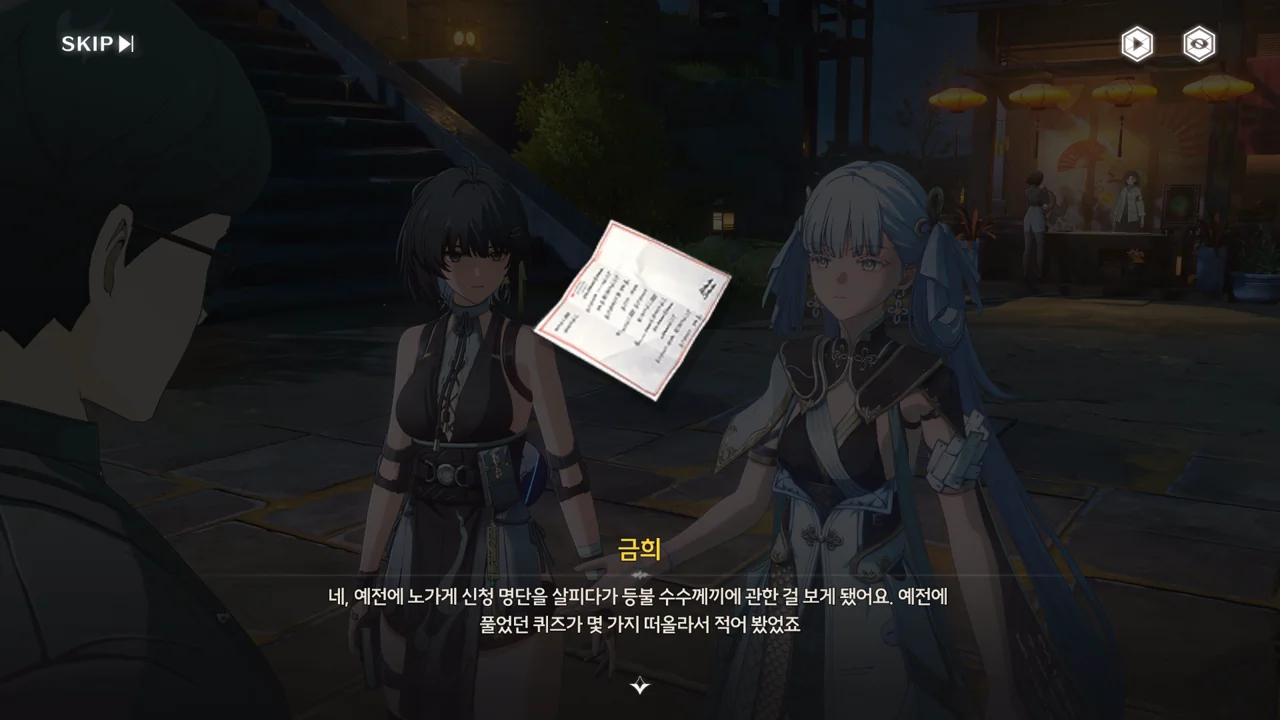 SKIP
금희
네, 예전에 노가게 신청 명단을 살피다가 등불 수수께끼에 관한 걸 보게 됐어요. 예전에
풀었던 퀴즈가 몇 가지 떠올라서 적어 봤었죠